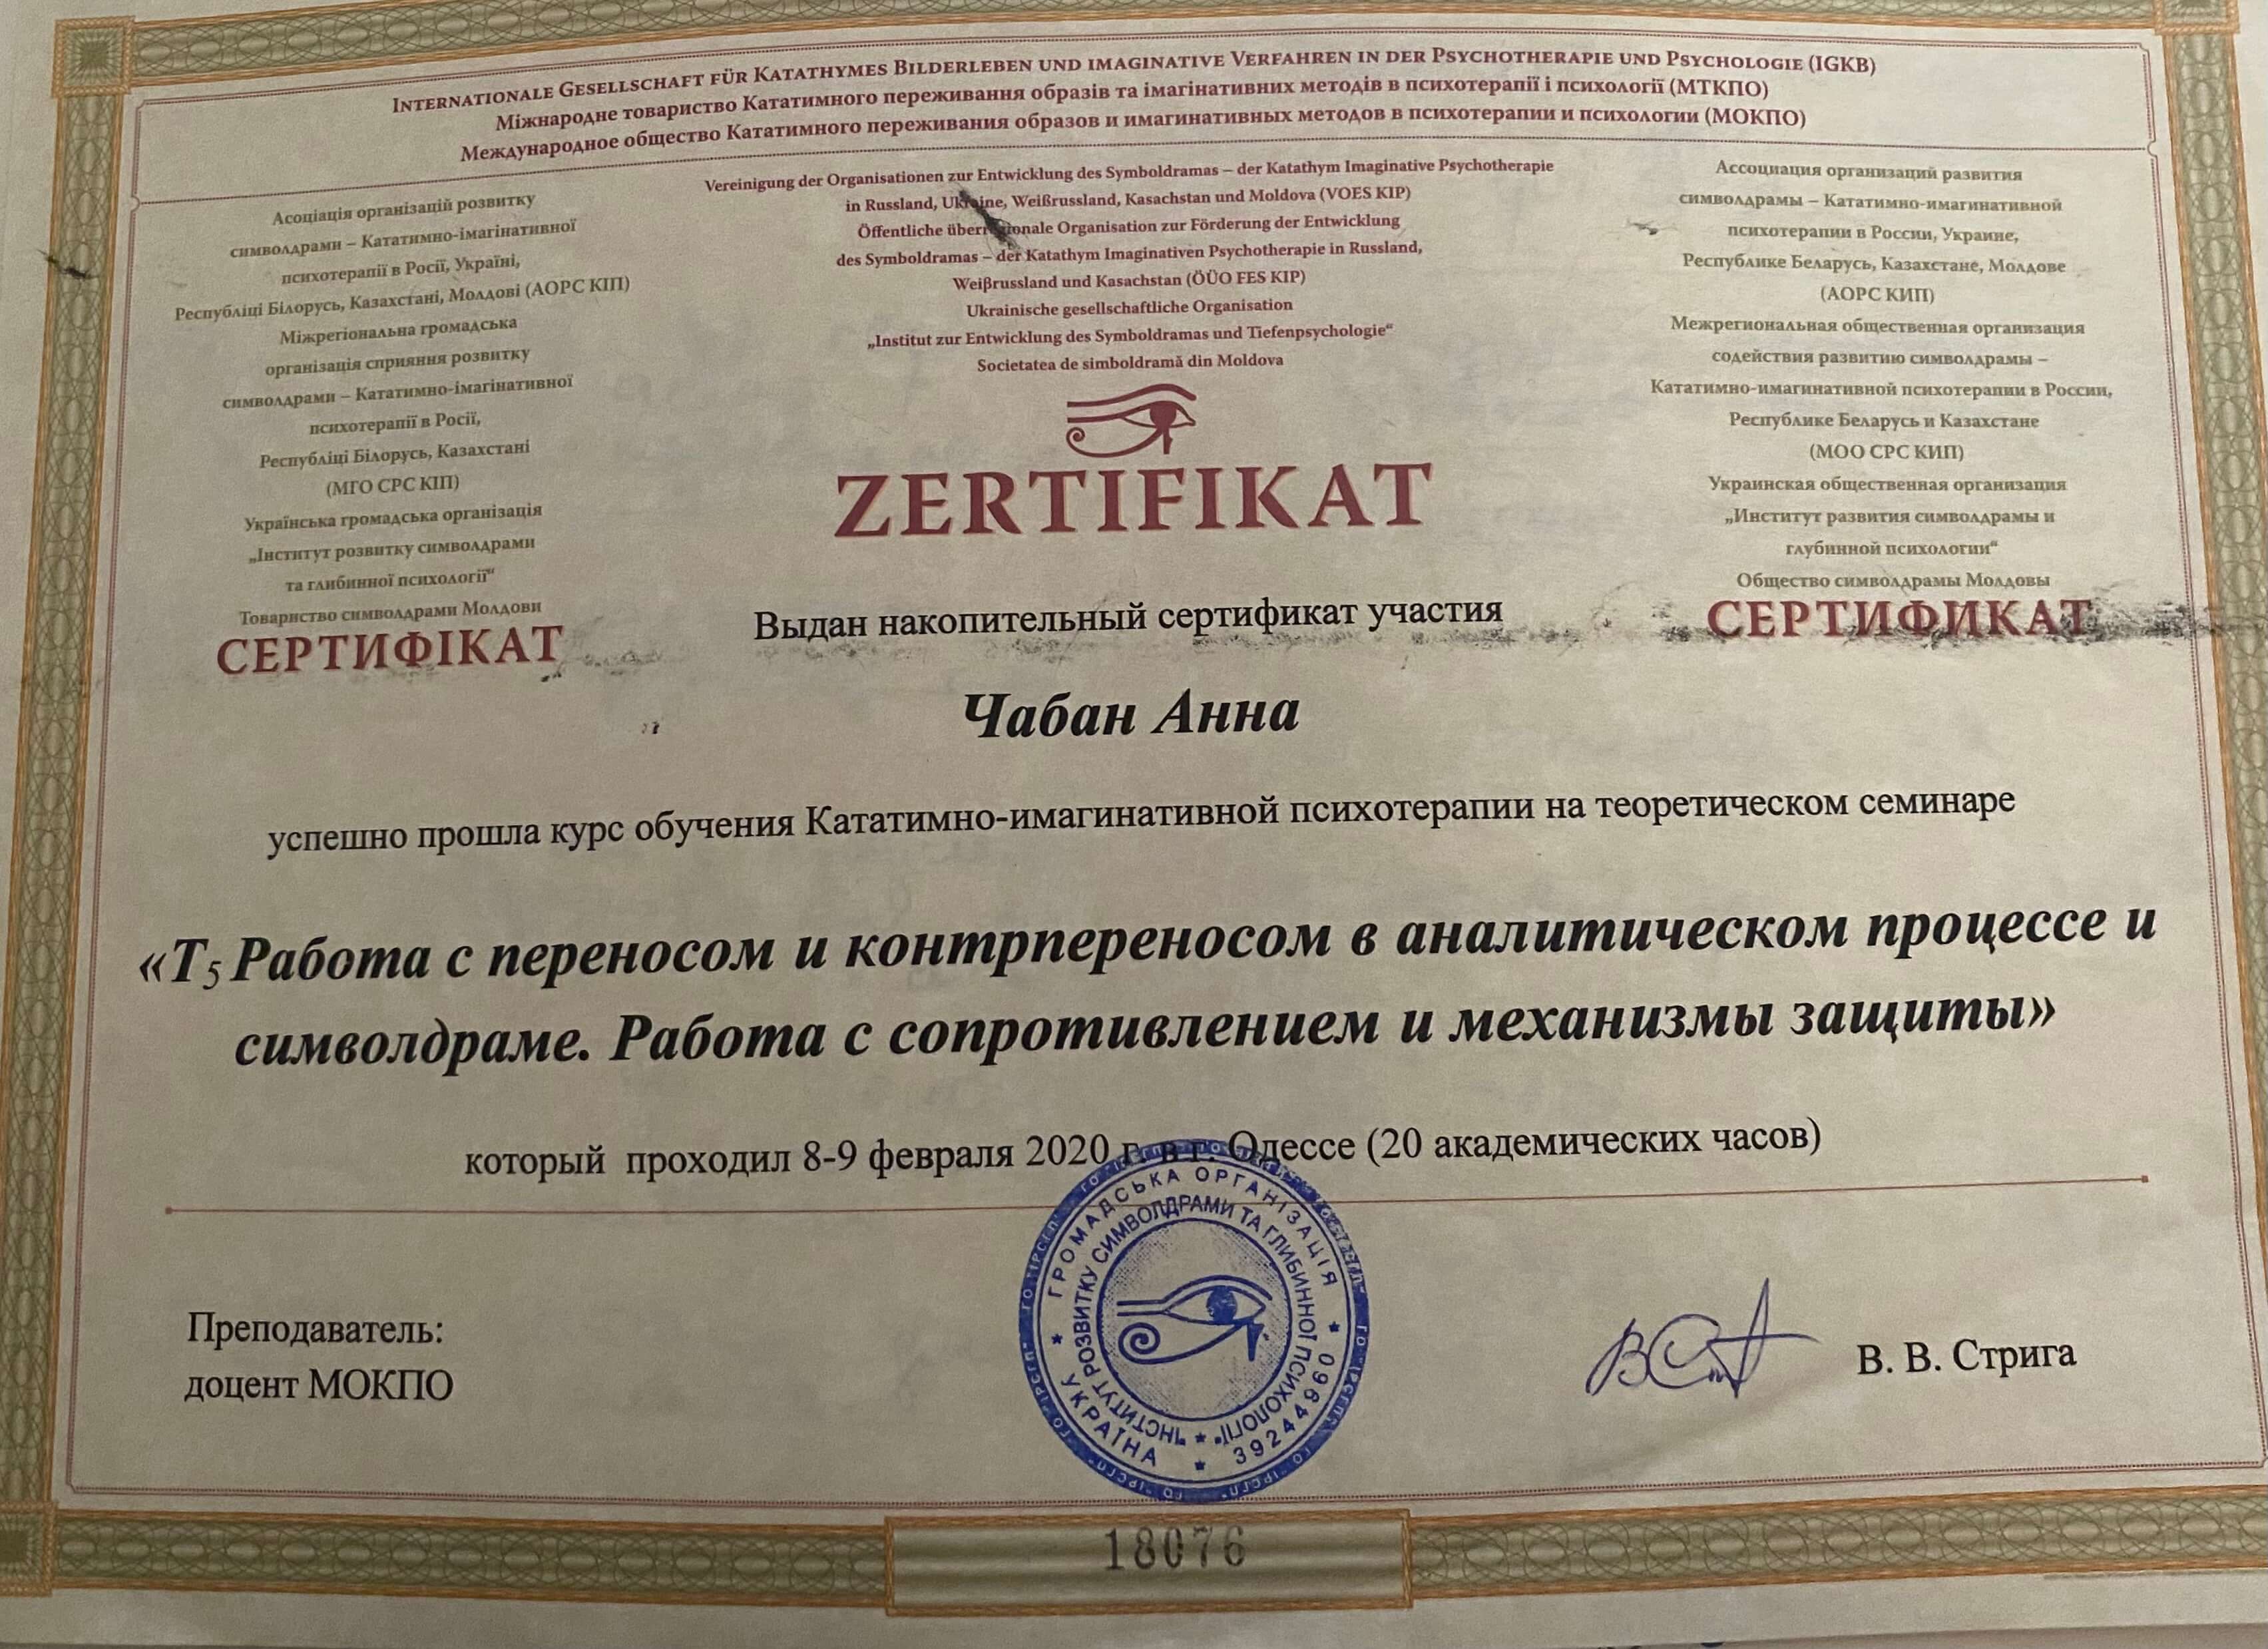 Internationale Gesellschaft für Katathymes Bilderleben und imaginative Verfahren in der Psychotherapie und Psychologie (IGKB)
Міжнародне товариство Кататимного переживання образів та імагінативних методів в психотерапії і психології (МТКПО)
Международное общество Кататимного переживания образов и имагинативных методов в психотерапии и психологии (МОКПО)
Асоціація організацій розвитку
символдрами – Кататимно-імагінативної
психотерапії в Росії, Україні,
Республіці Білорусь, Казахстані, Молдові (АОРС КІП)
Міжрегіональна громадська
організація сприяння розвитку
символдрами – Кататимно-імагінативної
психотерапії в Росії,
Республіці Білорусь, Казахстані
(МГО СРС КІП)
Українська громадська організація
„Інститут розвитку символдрами
та глибинної психології“
Товариство символдрами Молдови
СЕРТИФІКАТ
Vereinigung der Organisationen zur Entwicklung des Symboldramas – der Katathym Imaginative Psychotherapie
in Russland, Ukraine, Weißrussland, Kasachstan und Moldova (VOES KIP)
Öffentliche überregionale Organisation zur Förderung der Entwicklung
des Symboldramas – der Katathym Imaginativen Psychotherapie in Russland,
Weiβrussland und Kasachstan (ÖÜO FES KIP)
Ukrainische gesellschaftliche Organisation
„Institut zur Entwicklung des Symboldramas und Tiefenpsychologie“
Societatea de simboldramă din Moldova
ZERTIFIKAT
Ассоциация организаций развития
символдрамы – Кататимно-имагинативной
психотерапии в России, Украине,
Республике Беларусь, Казахстане, Молдове
(АОРС КИП)
Межрегиональная общественная организация
содействия развитию символдрамы –
Кататимно-имагинативной психотерапии в России,
Республике Беларусь и Казахстане
(МОО СРС КИП)
Украинская общественная организация
„Институт развития символдрамы и
глубинной психологии“
Общество символдрамы Молдовы
СЕРТИФИКАТ
Выдан накопительный сертификат участия
Чабан Анна
успешно прошла курс обучения Кататимно-имагинативной психотерапии на теоретическом семинаре
«Т5 Работа с переносом и контрпереносом в аналитическом процессе и
символдраме. Работа с сопротивлением и механизмы защиты»
который проходил 8-9 февраля 2020 г. в г. Одессе (20 академических часов)
ГРОМАДСЬКА ОРГАНІЗАЦІЯ
"ІНСТИТУТ РОЗВИТКУ СИМВОЛДРАМИ ТА ГЛИБИННОЇ ПСИХОЛОГІЇ"
УКРАЇНА
39244960
Преподаватель:
доцент МОКПО
В. В. Стрига
18076